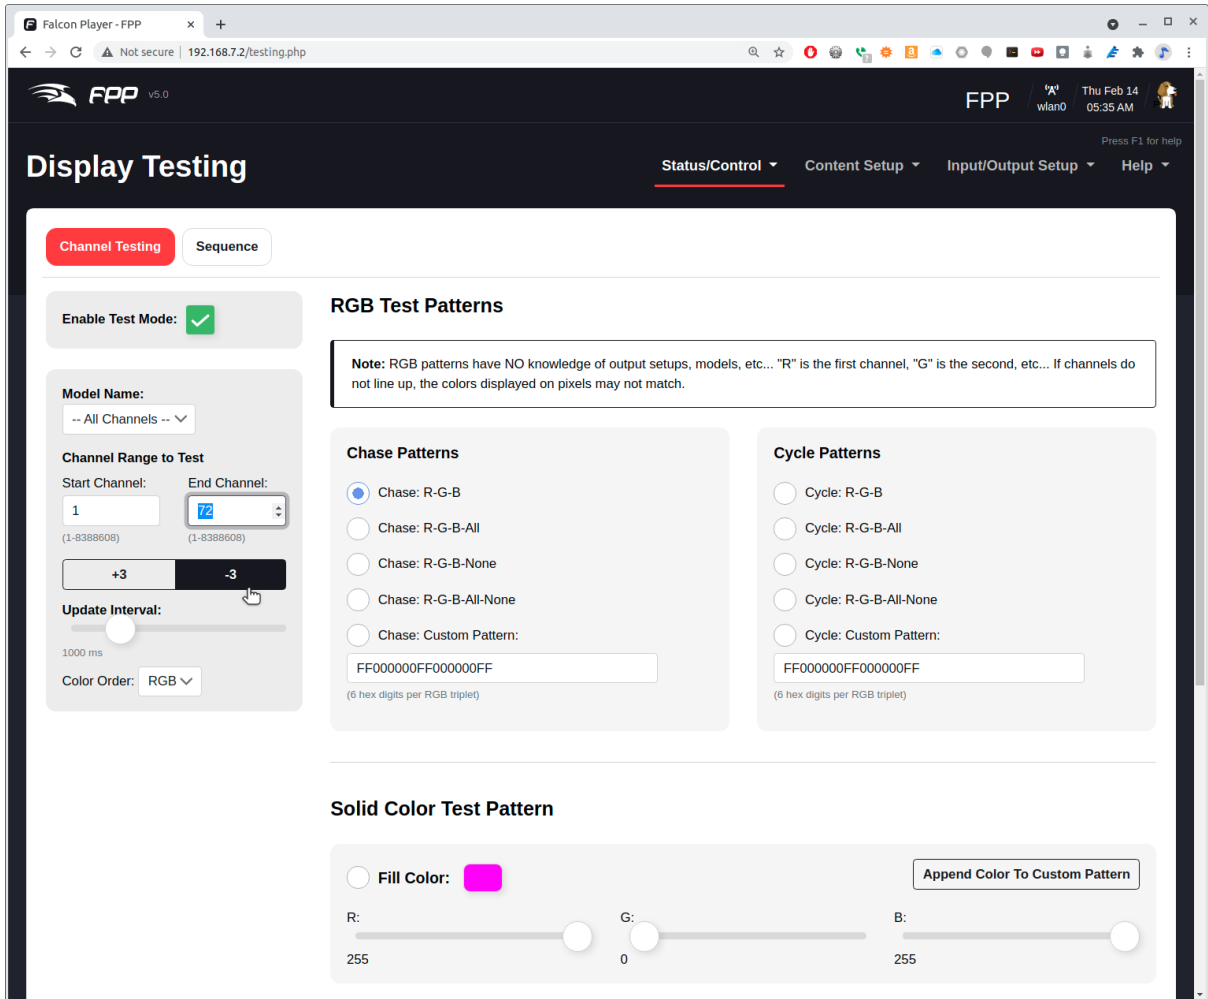 Falcon Player - FPP
Not secure | 192.168.7.2/testing.php
FPP v5.0
FPP
wlan0
Thu Feb 14
05:35 AM
Press F1 for help
Display Testing
Status/Control
Content Setup
Input/Output Setup
Help
Channel Testing
Sequence
Enable Test Mode:
Model Name:
-- All Channels --
Channel Range to Test
Start Channel:
End Channel:
1
72
(1-8388608)
(1-8388608)
+3
-3
Update Interval:
1000 ms
Color Order:
RGB
RGB Test Patterns
Note: RGB patterns have NO knowledge of output setups, models, etc... "R" is the first channel, "G" is the second, etc... If channels do
not line up, the colors displayed on pixels may not match.
Chase Patterns
Chase: R-G-B
Chase: R-G-B-All
Chase: R-G-B-None
Chase: R-G-B-All-None
Chase: Custom Pattern:
FF000000FF000000FF
(6 hex digits per RGB triplet)
Cycle Patterns
Cycle: R-G-B
Cycle: R-G-B-All
Cycle: R-G-B-None
Cycle: R-G-B-All-None
Cycle: Custom Pattern:
FF000000FF000000FF
(6 hex digits per RGB triplet)
Solid Color Test Pattern
Fill Color:
Append Color To Custom Pattern
R:
255
G:
0
B:
255